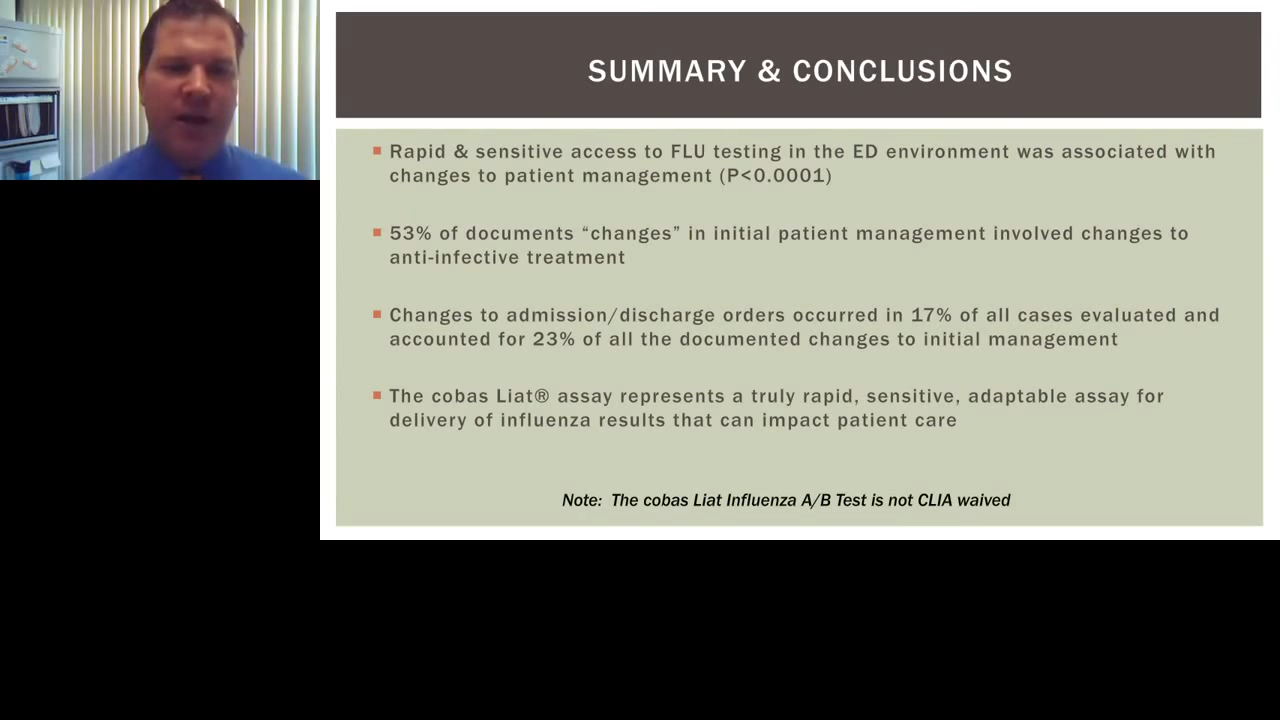 SUMMARY & CONCLUSIONS
Rapid & sensitive access to FLU testing in the ED environment was associated with
changes to patient management (P<0.0001)
53% of documents “changes” in initial patient management involved changes to
anti-infective treatment
Changes to admission/discharge orders occurred in 17% of all cases evaluated and
accounted for 23% of all the documented changes to initial management
The cobas Liat® assay represents a truly rapid, sensitive, adaptable assay for
delivery of influenza results that can impact patient care
Note: The cobas Liat Influenza A/B Test is not CLIA waived